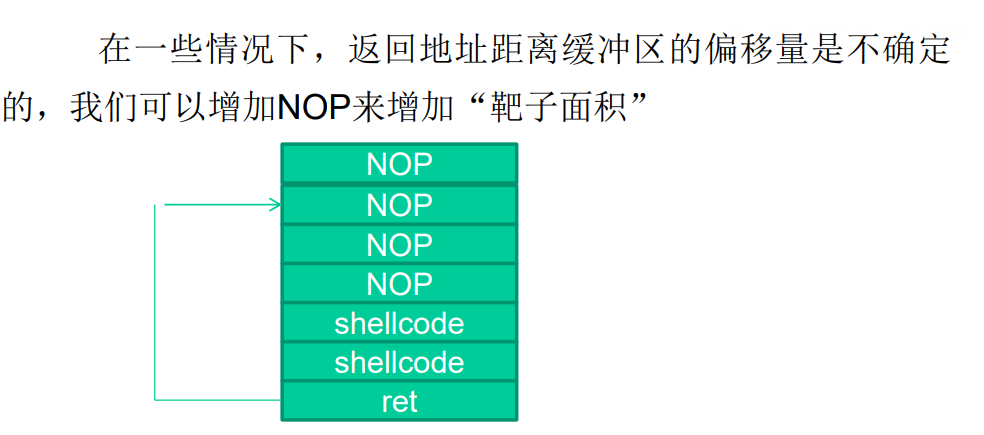 在一些情况下，返回地址距离缓冲区的偏移量是不确定
的，我们可以增加NOP来增加“靶子面积”
NOP
NOP
NOP
NOP
shellcode
shellcode
ret